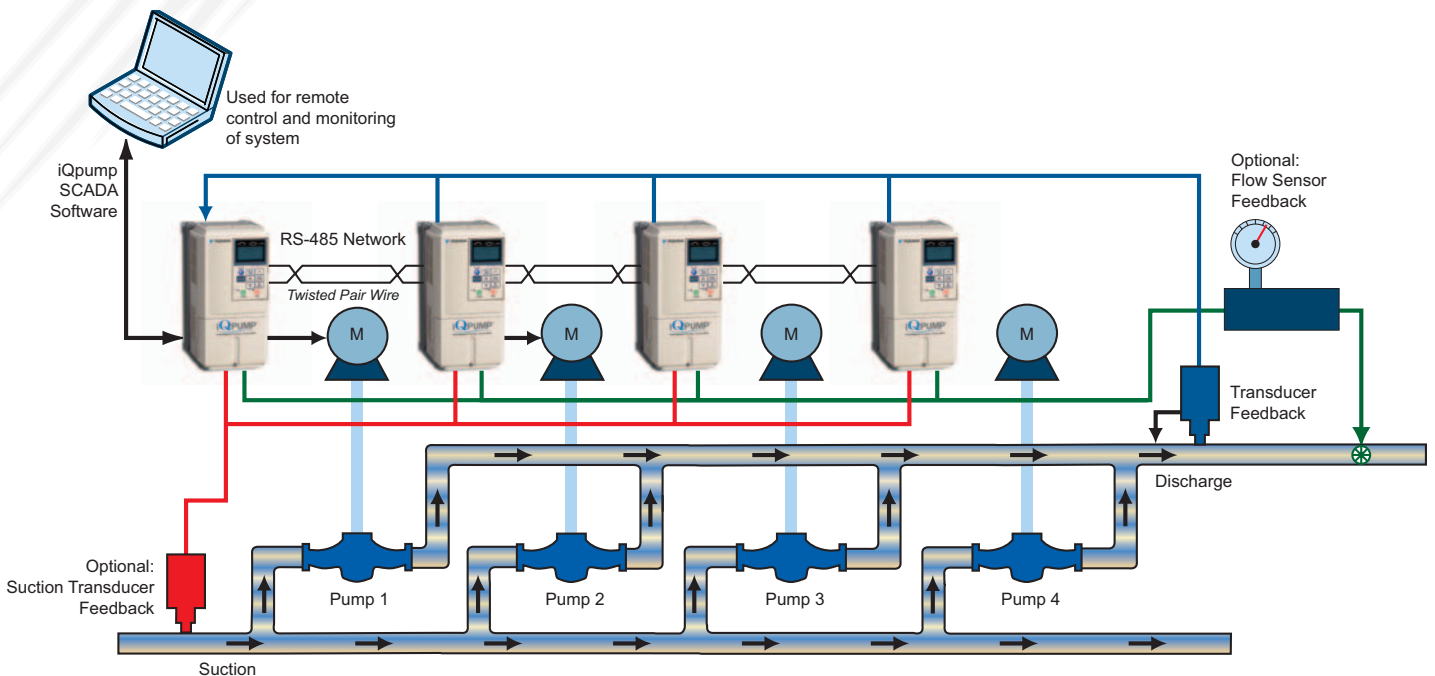 Used for remote
control and monitoring
of system
iQpump
SCADA
Software
Optional:
Flow Sensor
Feedback
RS-485 Network
Twisted Pair Wire
iQPUMP
iQPUMP
iQPUMP
iQPUMP
M
M
M
M
Transducer
Feedback
Discharge
Optional:
Suction Transducer
Feedback
Pump 1
Pump 2
Pump 3
Pump 4
Suction